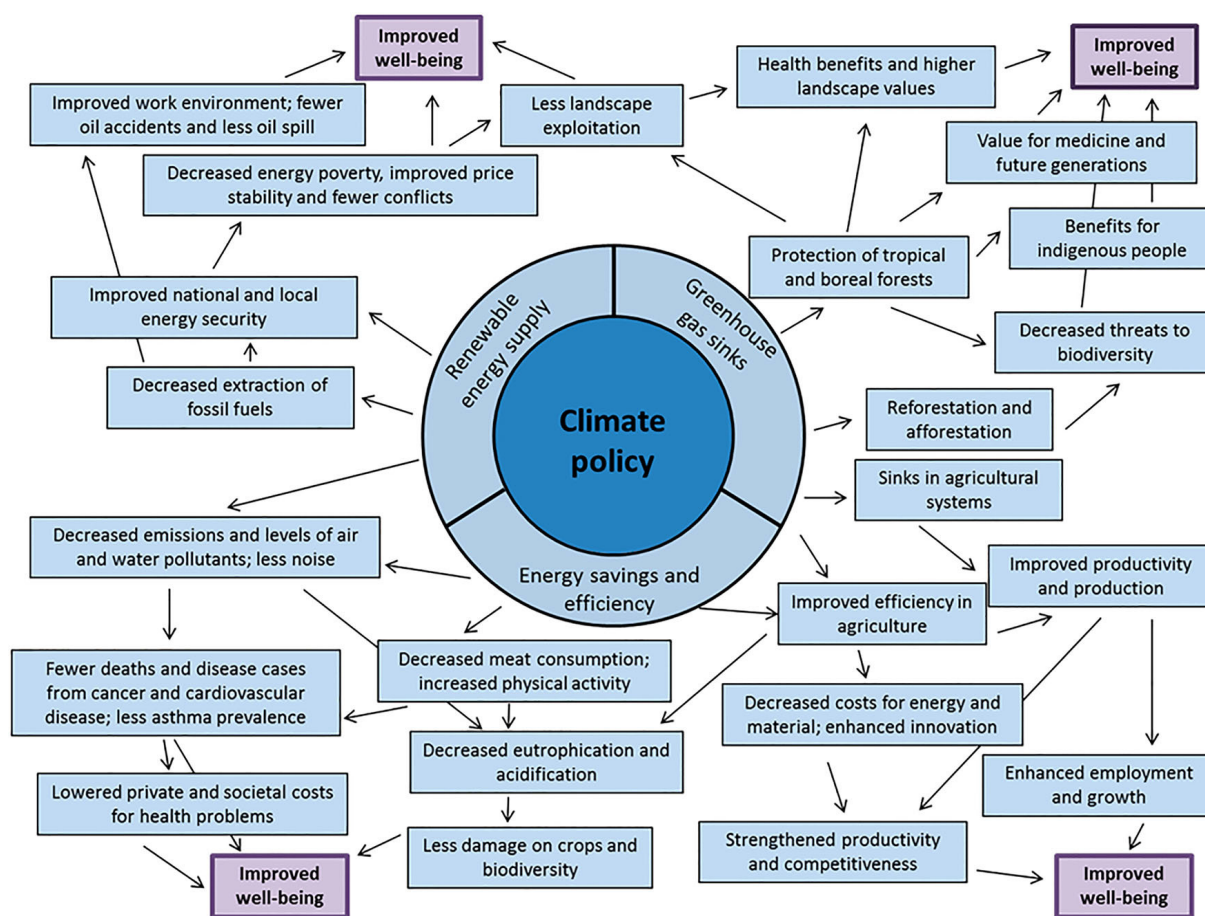 Improved
well-being
Improved
well-being
Health benefits and higher
landscape values
Improved work environment; fewer
oil accidents and less oil spill
Less landscape
exploitation
Value for medicine and
future generations
Decreased energy poverty, improved price
stability and fewer conflicts
Benefits for
indigenous people
Protection of tropical
and boreal forests
Improved national and local
energy security
Renewable
energy supply
Greenhouse
gas sinks
Decreased threats to
biodiversity
Decreased extraction of
fossil fuels
Climate
policy
Reforestation and
afforestation
Sinks in agricultural
systems
Decreased emissions and levels of air
and water pollutants; less noise
Energy savings and
efficiency
Improved productivity
and production
Improved efficiency in
agriculture
Fewer deaths and disease cases
from cancer and cardiovascular
disease; less asthma prevalence
Decreased meat consumption;
increased physical activity
Decreased costs for energy and
material; enhanced innovation
Decreased eutrophication and
acidification
Enhanced employment
and growth
Lowered private and societal costs
for health problems
Less damage on crops and
biodiversity
Strengthened productivity
and competitiveness
Improved
well-being
Improved
well-being